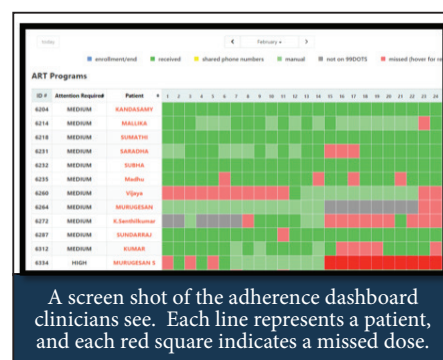 today < February > 
enrollment/end received shared phone numbers manual not on 99DOTS missed (hover for re
ART Programs
ID # Attention Required Patient 1 2 3 4 5 6 7 8 9 10 11 12 13 14 15 16 17 18 19 20 21 22 23 24
6204 MEDIUM KANDASAMY
6214 MEDIUM MALLIKA
6218 MEDIUM SUMATHI
6231 MEDIUM SARADHA
6232 MEDIUM SUBHA
6235 MEDIUM Madhu
6260 MEDIUM Vijaya
6264 MEDIUM MURUGESAN
6272 MEDIUM K.Senthilkumar
6287 MEDIUM SUNDARRAJ
6312 MEDIUM KUMAR
6354 HIGH MURUGESAN S
A screen shot of the adherence dashboard
clinicians see. Each line represents a patient,
and each red square indicates a missed dose.